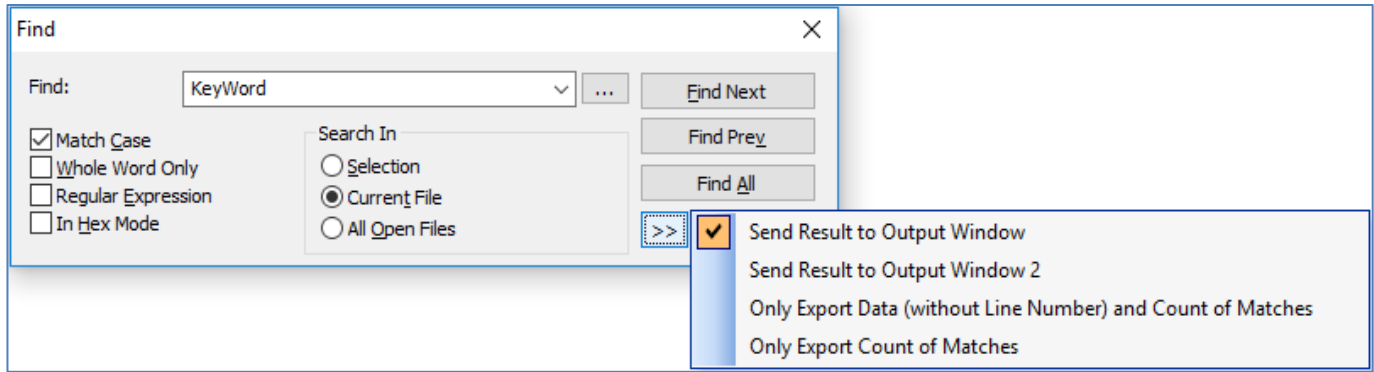 Find
Find:
KeyWord
...
Find Next
Match Case
Whole Word Only
Regular Expression
In Hex Mode
Search In
Selection
Current File
All Open Files
Find Prev
Find All
>>
Send Result to Output Window
Send Result to Output Window 2
Only Export Data (without Line Number) and Count of Matches
Only Export Count of Matches